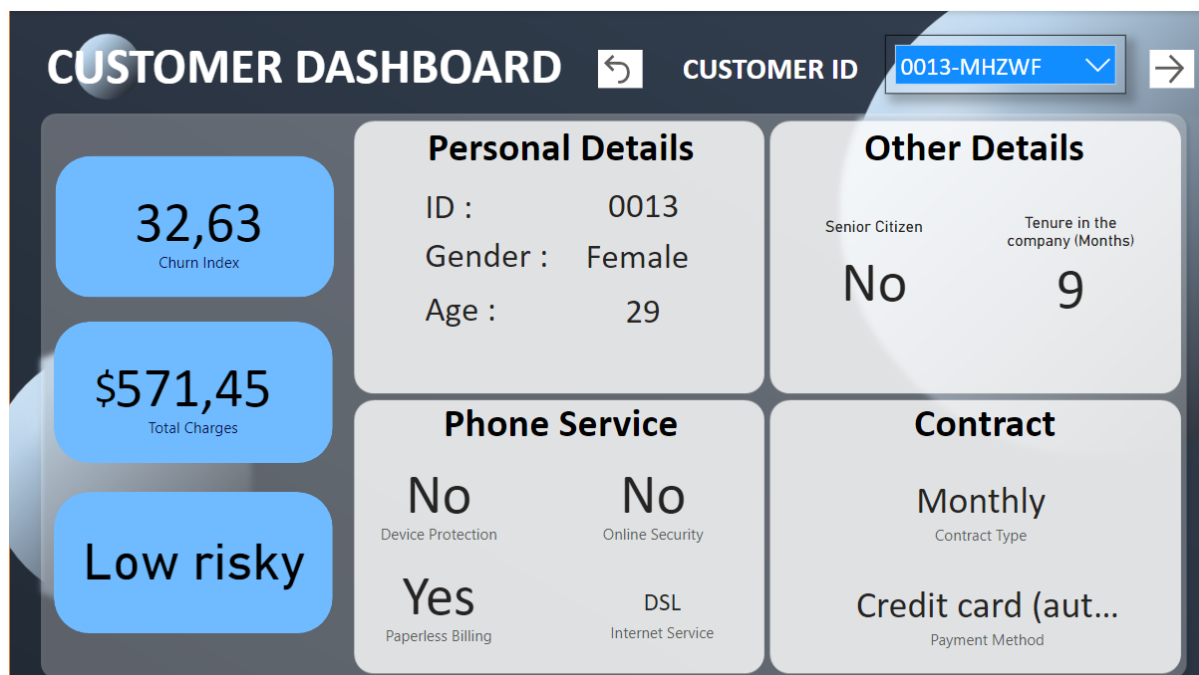 CUSTOMER DASHBOARD
CUSTOMER ID
0013-MHZWF
32,63
Churn Index
$571,45
Total Charges
Low risky
Personal Details
ID : 0013
Gender : Female
Age : 29
Other Details
Senior Citizen
No
Tenure in the
company (Months)
9
Phone Service
No
Device Protection
No
Online Security
Yes
Paperless Billing
DSL
Internet Service
Contract
Monthly
Contract Type
Credit card (aut...
Payment Method